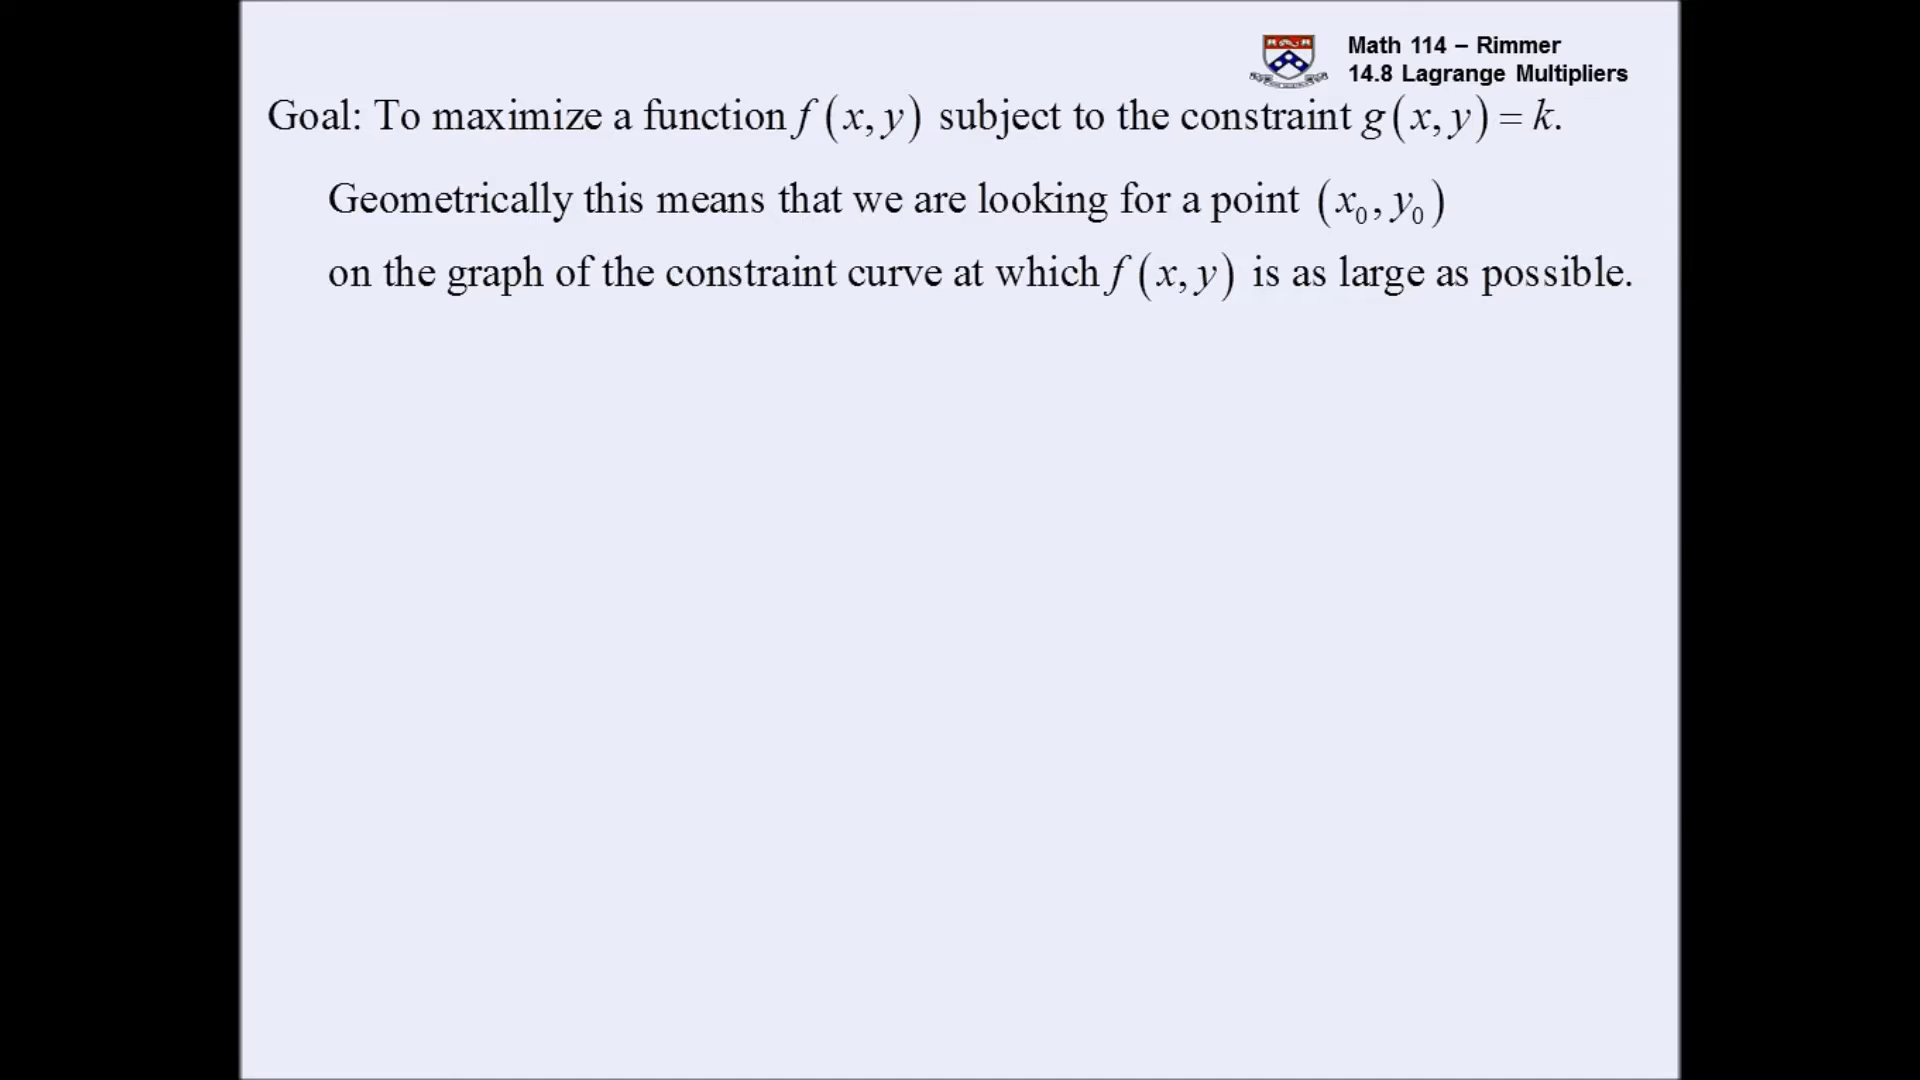 Math 114 – Rimmer
14.8 Lagrange Multipliers
Goal: To maximize a function f (x, y) subject to the constraint g(x, y) = k.
Geometrically this means that we are looking for a point (x₀, y₀)
on the graph of the constraint curve at which f (x, y) is as large as possible.